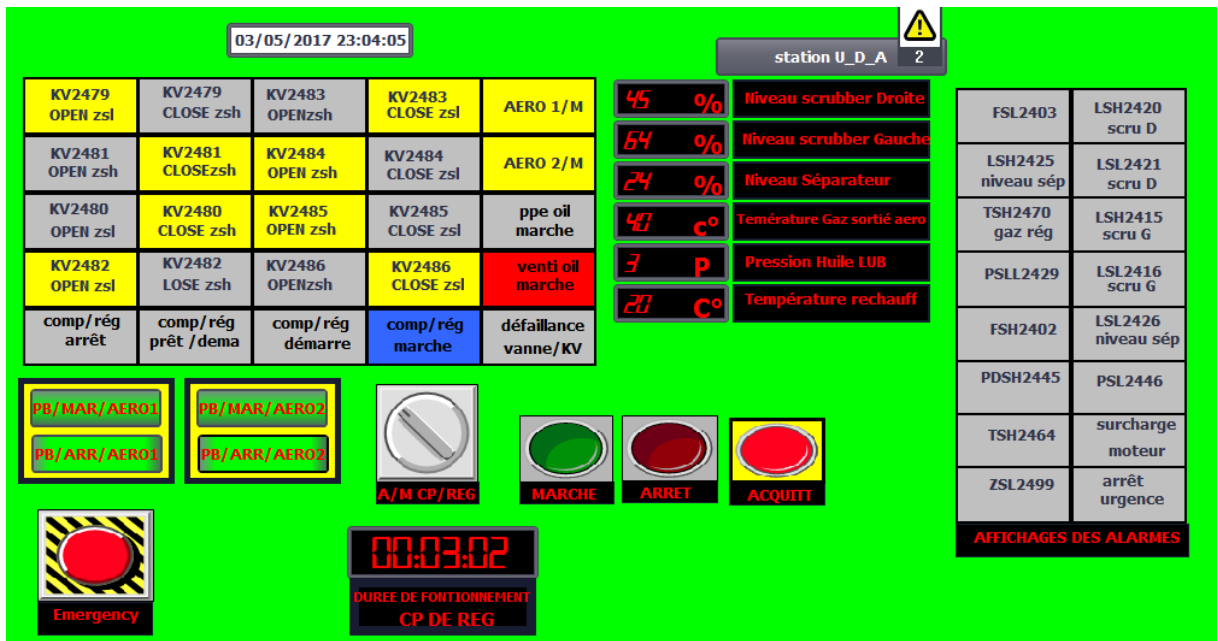 03/05/2017 23:04:05
station U_D_A 2
KV2479
OPEN zsl
KV2479
CLOSE zsh
KV2483
OPENzsh
KV2483
CLOSE zsl
AERO 1/M
KV2481
OPEN zsh
KV2481
CLOSEzsh
KV2484
OPEN zsh
KV2484
CLOSE zsl
AERO 2/M
KV2480
OPEN zsl
KV2480
CLOSE zsh
KV2485
OPEN zsh
KV2485
CLOSE zsl
ppe oil
marche
KV2482
OPEN zsl
KV2482
LOSE zsh
KV2486
OPENzsh
KV2486
CLOSE zsl
venti oil
marche
comp/rég
arrêt
comp/rég
prêt /dema
comp/rég
démarre
comp/rég
marche
défaillance
vanne/KV
45 % Niveau scrubber Droite
64 % Niveau scrubber Gauche
24 % Niveau Séparateur
40 c° Temérature Gaz sortié aero
3 P Pression Huile LUB
20 C° Température rechauff
FSL2403
LSH2420
scru D
LSH2425
niveau sép
LSL2421
scru D
TSH2470
gaz rég
LSH2415
scru G
PSLL2429
LSL2416
scru G
FSH2402
LSL2426
niveau sép
PDSH2445
PSL2446
TSH2464
surcharge
moteur
ZSL2499
arrêt
urgence
AFFICHAGES DES ALARMES
PB/MAR/AERO1
PB/ARR/AERO1
PB/MAR/AERO2
PB/ARR/AERO2
A/M CP/REG
MARCHE
ARRET
ACQUITT
Emergency
00:03:02
DUREE DE FONTIONNEMENT
CP DE REG